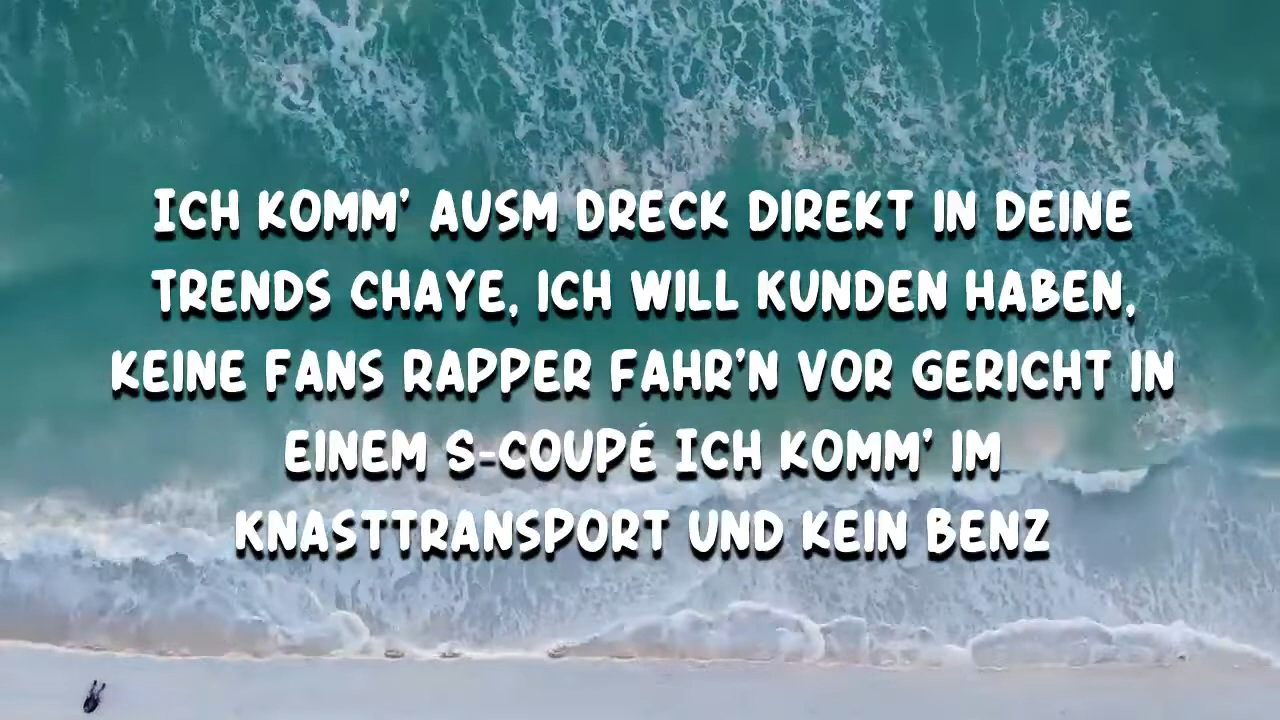 ICH KOMM' AUSM DRECK DIREKT IN DEINE
TRENDS CHAYE, ICH WILL KUNDEN HABEN,
KEINE FANS RAPPER FAHR'N VOR GERICHT IN
EINEM S-COUPÉ ICH KOMM' IM
KNASTTRANSPORT UND KEIN BENZ